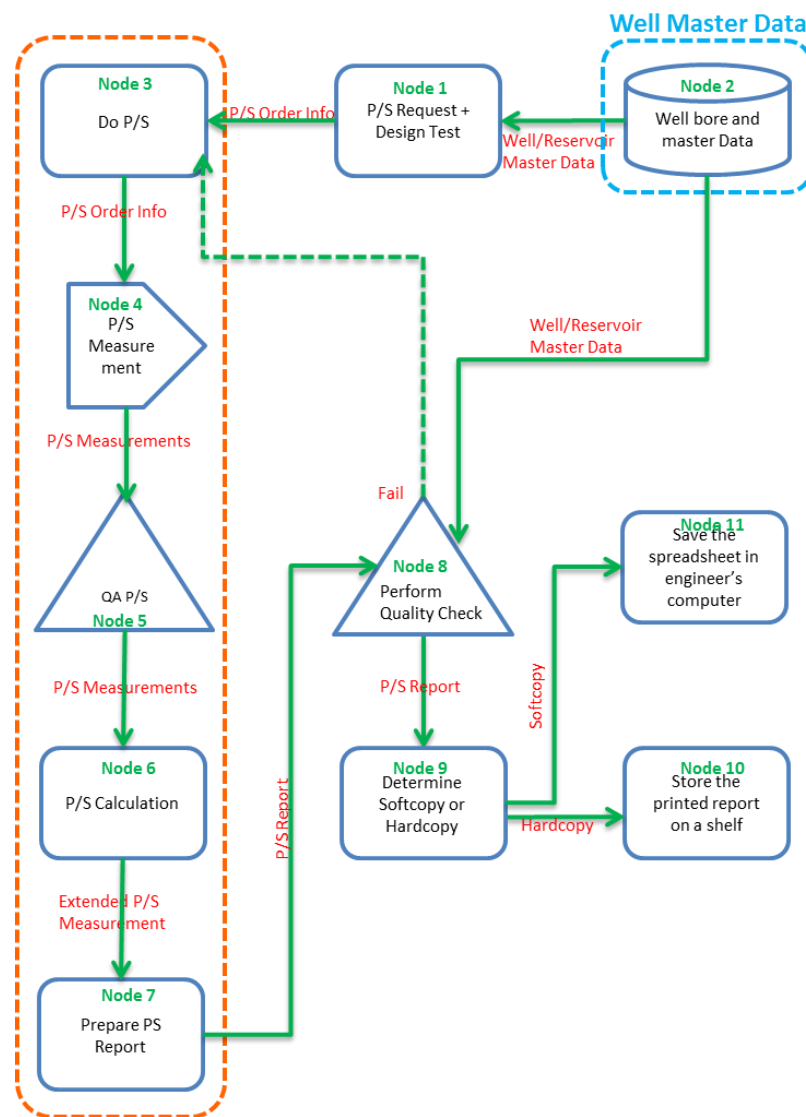 Well Master Data
Node 3
Do P/S
P/S Order Info
Node 1
P/S Request +
Design Test
Well/Reservoir
Master Data
Node 2
Well bore and
master Data
P/S Order Info
Node 4
P/S
Measure
ment
Well/Reservoir
Master Data
P/S Measurements
QA P/S
Node 5
Fail
Node 8
Perform
Quality Check
Node 11
Save the
spreadsheet in
engineer's
computer
P/S Measurements
P/S Report
Softcopy
Node 6
P/S Calculation
P/S Report
Node 9
Determine
Softcopy or
Hardcopy
Hardcopy
Node 10
Store the
printed report
on a shelf
Extended P/S
Measurement
Node 7
Prepare PS
Report